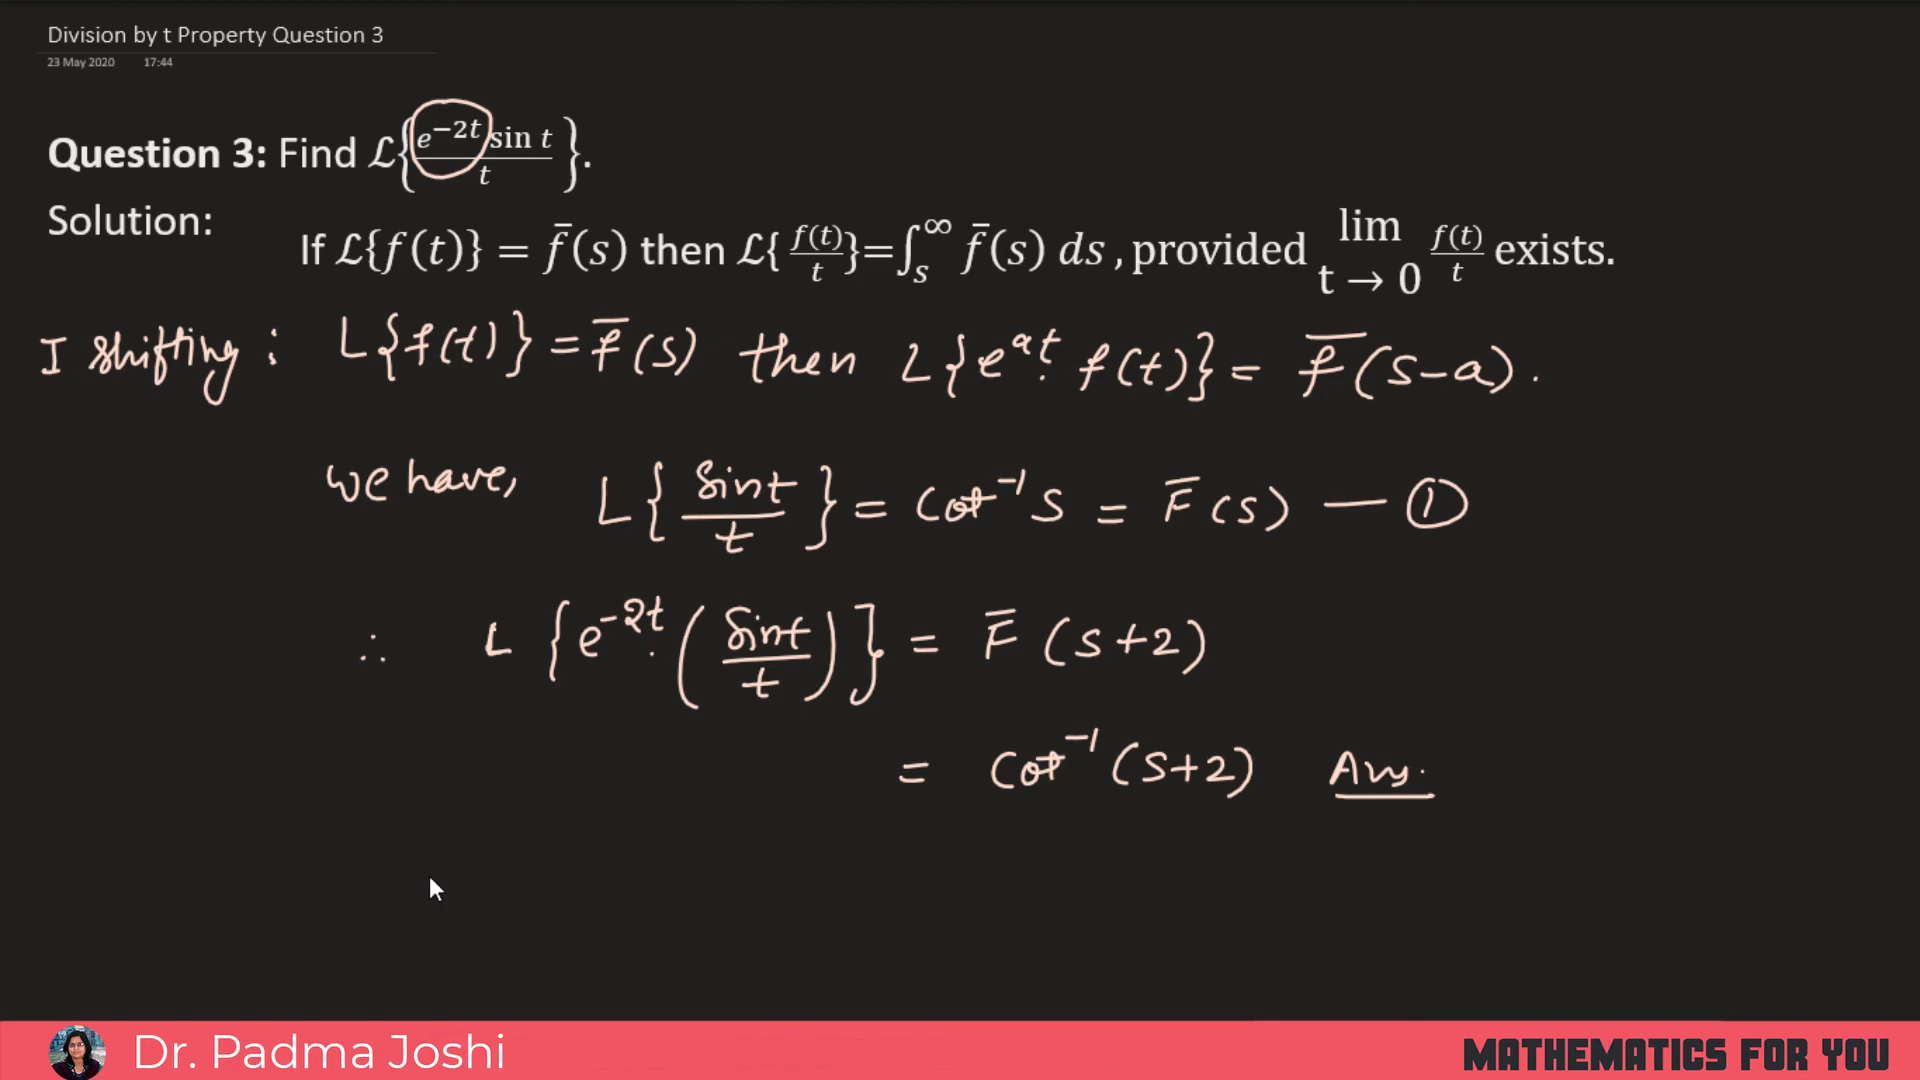 Division by t Property Question 3
23 May 2020 17:44
Question 3: Find ℒ{e^{-2t} sin t / t}.
Solution:
If ℒ{f(t)} = f̄(s) then ℒ{f(t)/t}=∫_s^∞ f̄(s) ds , provided lim_{t → 0} f(t)/t exists.
I shifting : L{f(t)} = f̄(s) then L{e^{at}. f(t)} = f̄(s-a).
we have, L{sint/t} = Cot⁻¹ S = F̄(s) — ①
∴ L{e^{-2t}.(sint/t)} = F̄(s+2)
= Cot⁻¹(s+2) Ans.
Dr. Padma Joshi
MATHEMATICS FOR YOU